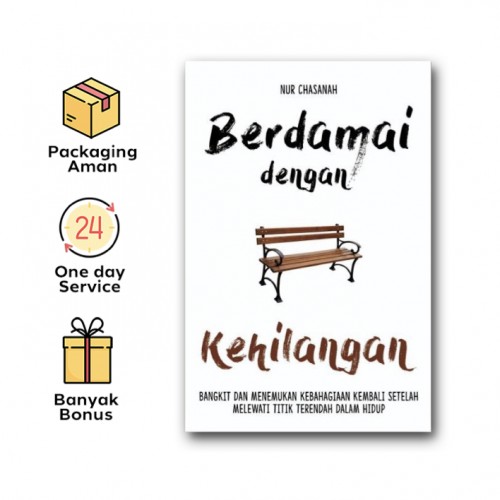 Packaging
Aman
24
One day
Service
Banyak
Bonus
NUR CHASANAH
Berdamai
dengan
Kehilangan
BANGKIT DAN MENEMUKAN KEBAHAGIAAN KEMBALI SETELAH
MELEWATI TITIK TERENDAH DALAM HIDUP